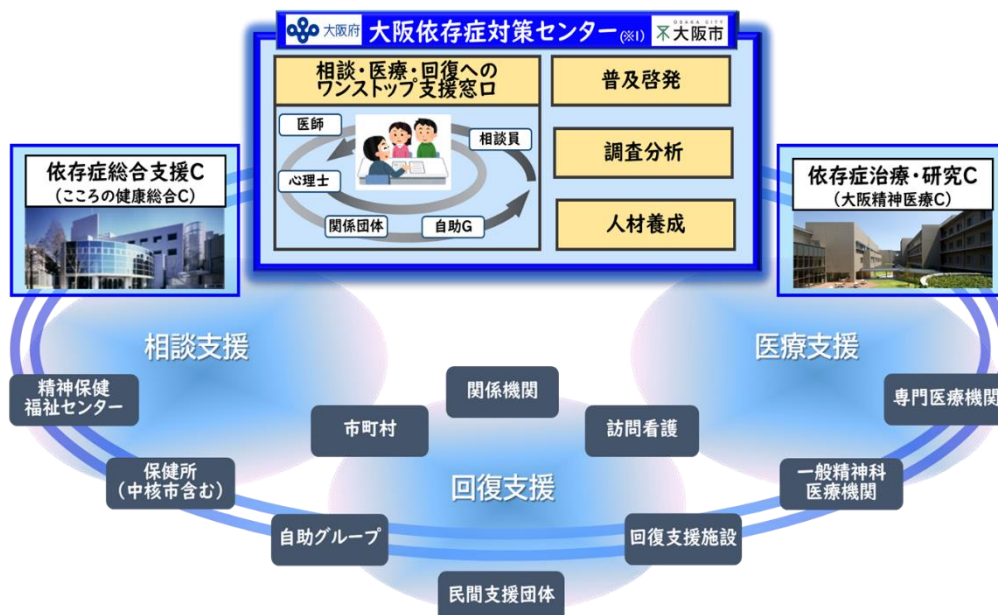 大阪府
大阪依存症対策センター(※1)
OSAKA CITY
大阪市
相談・医療・回復への
ワンストップ支援窓口
医師
相談員
心理士
関係団体
自助G
普及啓発
調査分析
人材養成
依存症総合支援C
(こころの健康総合C)
依存症治療・研究C
(大阪精神医療C)
相談支援
医療支援
回復支援
精神保健
福祉センター
市町村
関係機関
訪問看護
専門医療機関
保健所
(中核市含む)
一般精神科
医療機関
自助グループ
回復支援施設
民間支援団体